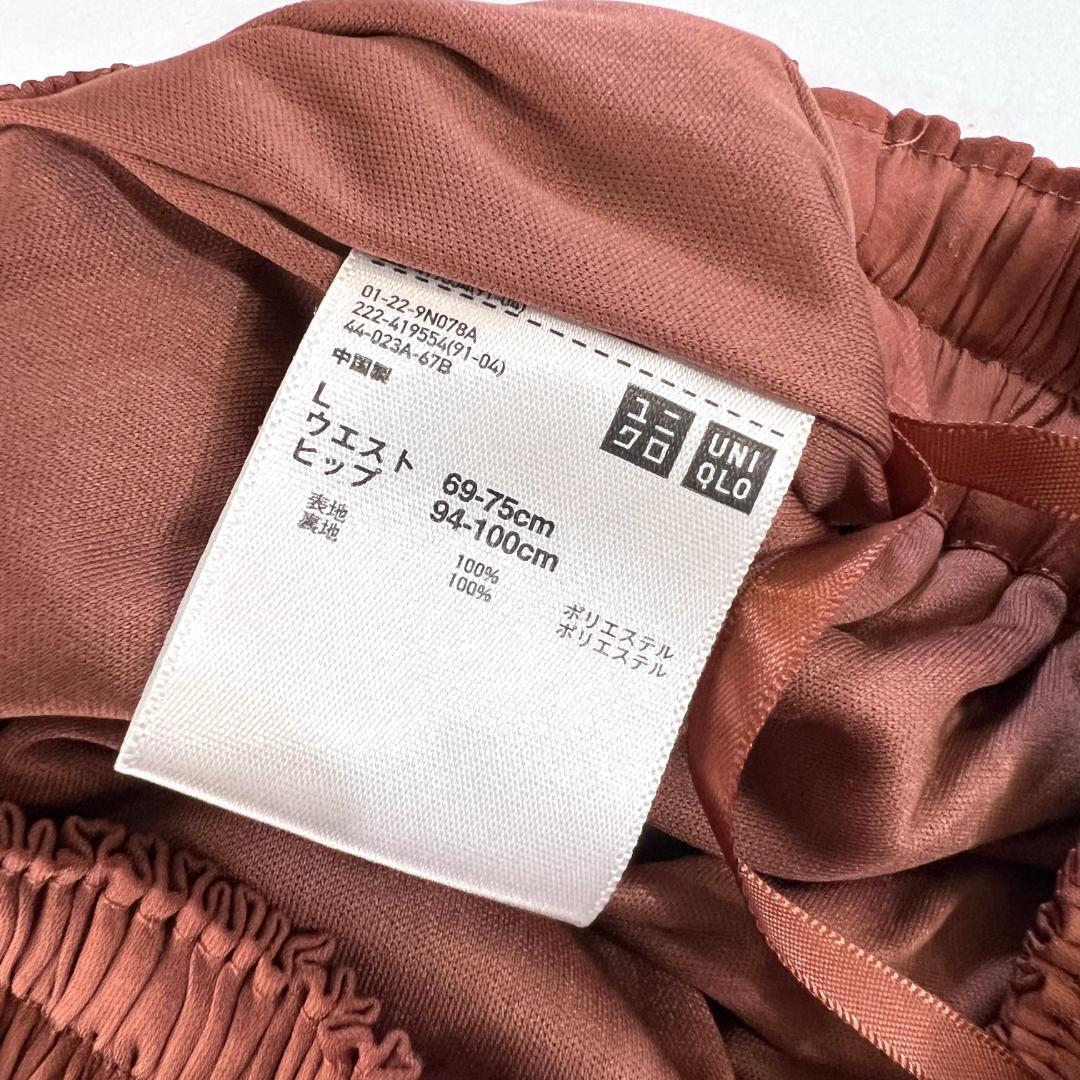 01-22-9N078A
222-419554(91-04)
44-023A-67B
中国製
ユニクロ
UNIQLO
L
ウエスト 69-75cm
ヒップ 94-100cm
表地 100% ポリエステル
裏地 100% ポリエステル